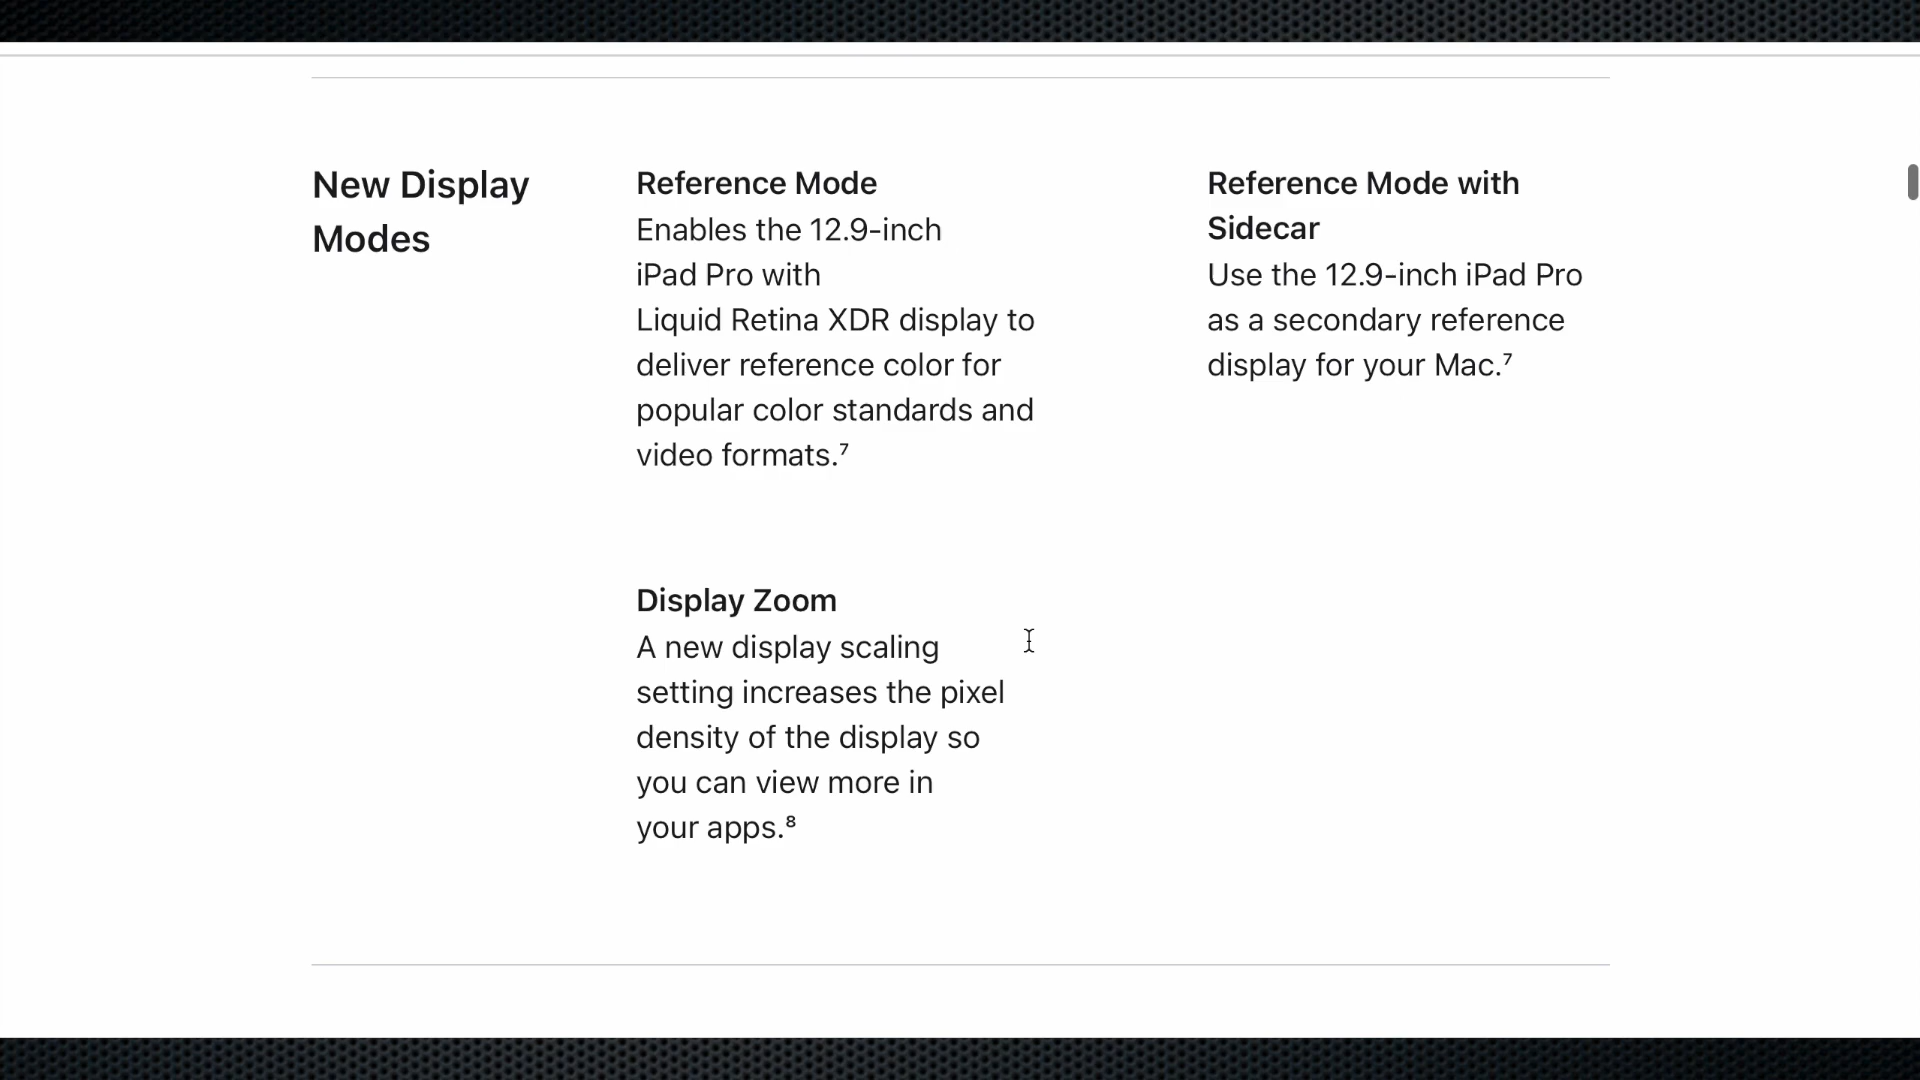 New Display
Modes
Reference Mode
Enables the 12.9-inch
iPad Pro with
Liquid Retina XDR display to
deliver reference color for
popular color standards and
video formats.⁷
Reference Mode with
Sidecar
Use the 12.9-inch iPad Pro
as a secondary reference
display for your Mac.⁷
Display Zoom
A new display scaling
setting increases the pixel
density of the display so
you can view more in
your apps.⁸